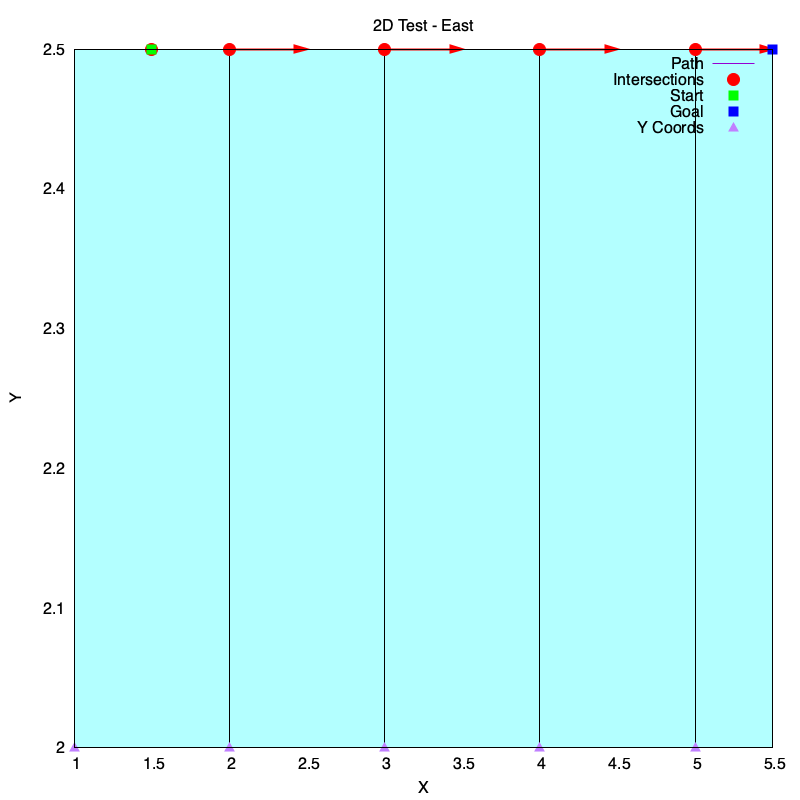 2D Test - East
2.5
Path
Intersections
Start
Goal
Y Coords
2.4
2.3
Y
2.2
2.1
2
1 1.5 2 2.5 3 3.5 4 4.5 5 5.5
X